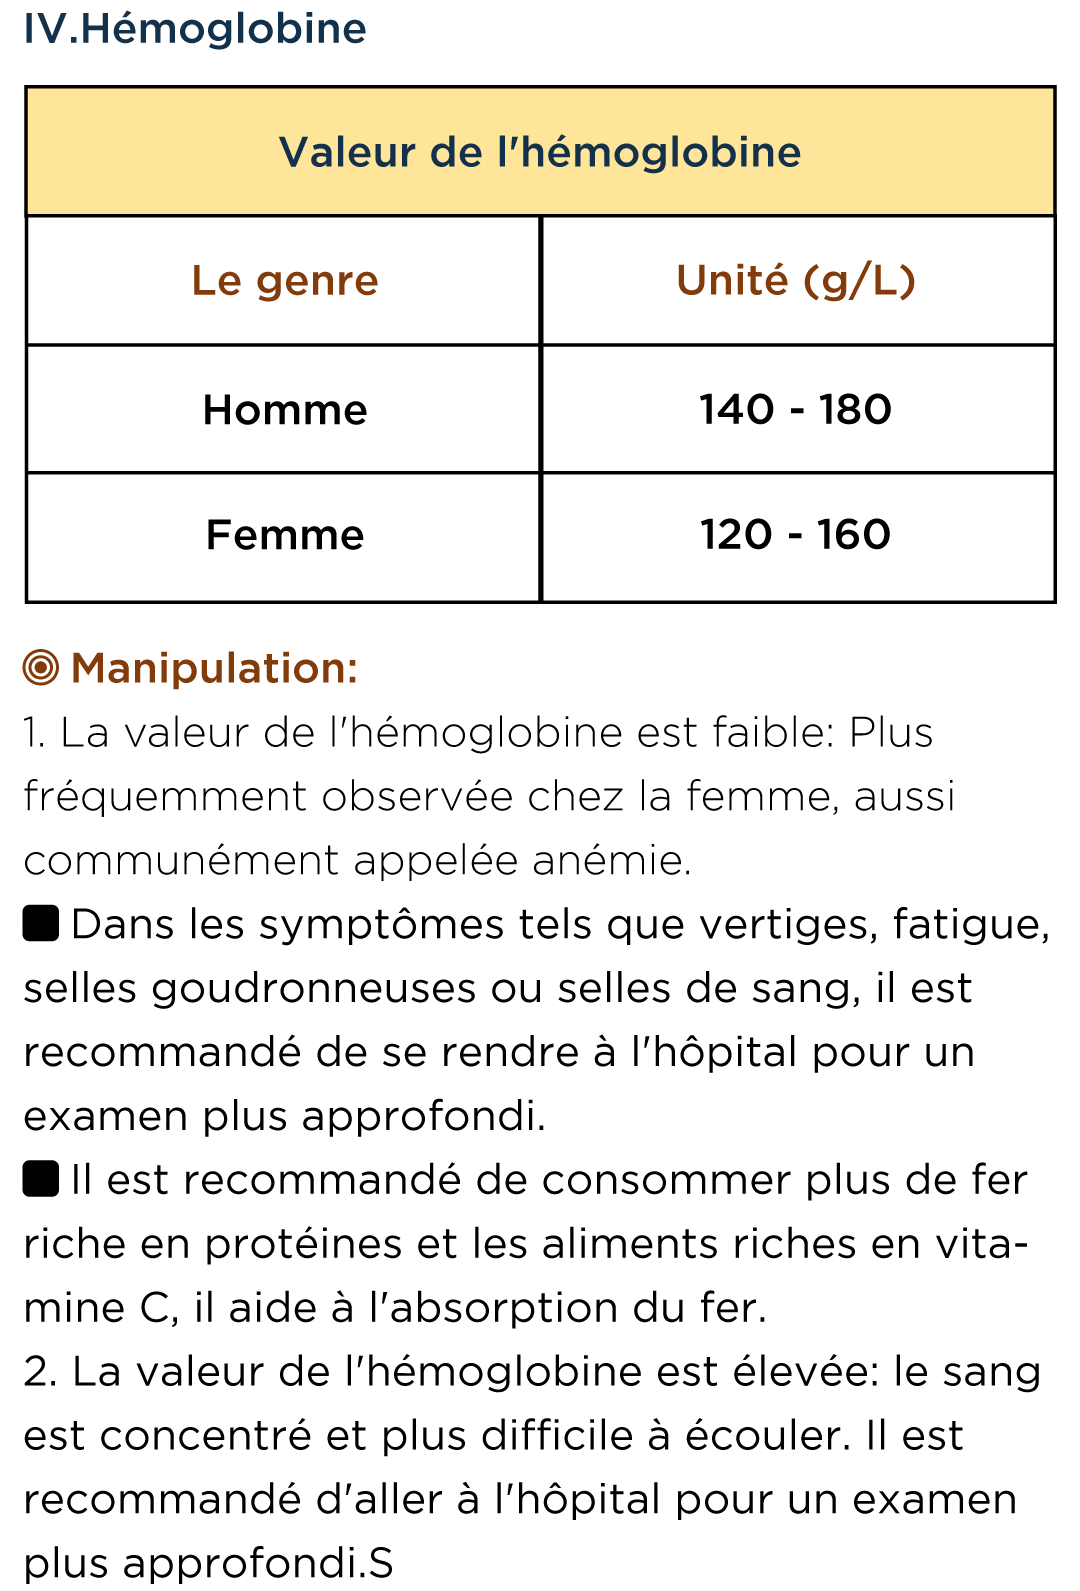 IV.Hémoglobine
Valeur de l'hémoglobine
Le genre Unité (g/L)
Homme 140 - 180
Femme 120 - 160
Manipulation:
1. La valeur de l'hémoglobine est faible: Plus
fréquemment observée chez la femme, aussi
communément appelée anémie.
Dans les symptômes tels que vertiges, fatigue,
selles goudronneuses ou selles de sang, il est
recommandé de se rendre à l'hôpital pour un
examen plus approfondi.
Il est recommandé de consommer plus de fer
riche en protéines et les aliments riches en vita-
mine C, il aide à l'absorption du fer.
2. La valeur de l'hémoglobine est élevée: le sang
est concentré et plus difficile à écouler. Il est
recommandé d'aller à l'hôpital pour un examen
plus approfondi.S